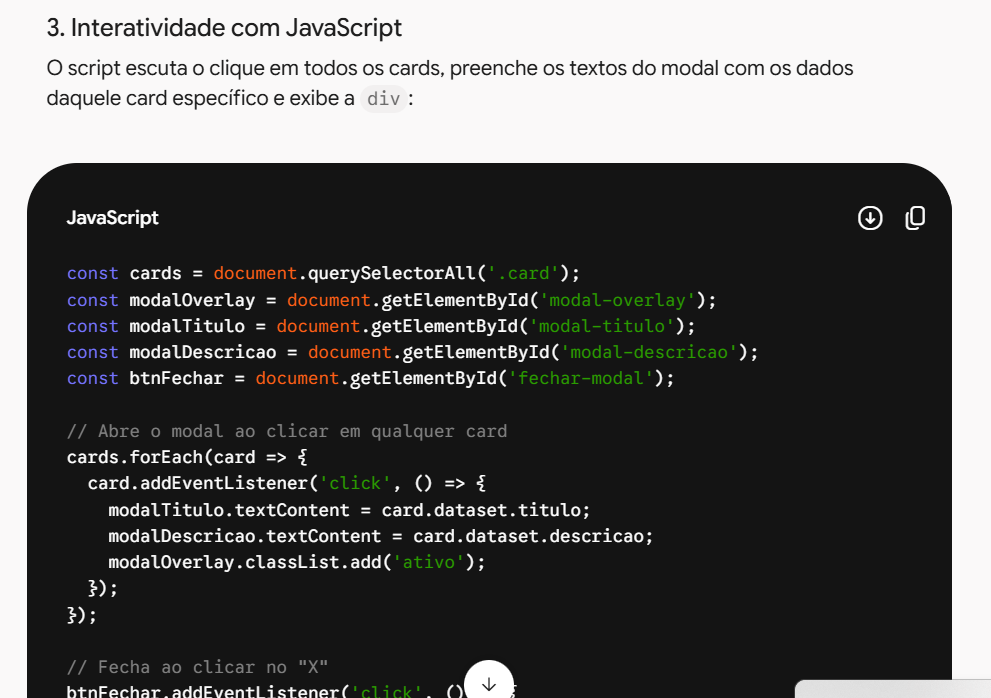 3. Interatividade com JavaScript
O script escuta o clique em todos os cards, preenche os textos do modal com os dados
daquele card específico e exibe a div :
JavaScript
const cards = document.querySelectorAll('.card');
const modalOverlay = document.getElementById('modal-overlay');
const modalTitulo = document.getElementById('modal-titulo');
const modalDescricao = document.getElementById('modal-descricao');
const btnFechar = document.getElementById('fechar-modal');
// Abre o modal ao clicar em qualquer card
cards.forEach(card => {
  card.addEventListener('click', () => {
    modalTitulo.textContent = card.dataset.titulo;
    modalDescricao.textContent = card.dataset.descricao;
    modalOverlay.classList.add('ativo');
  });
});
// Fecha ao clicar no "X"
btnFechar.addEventListener('click', () {